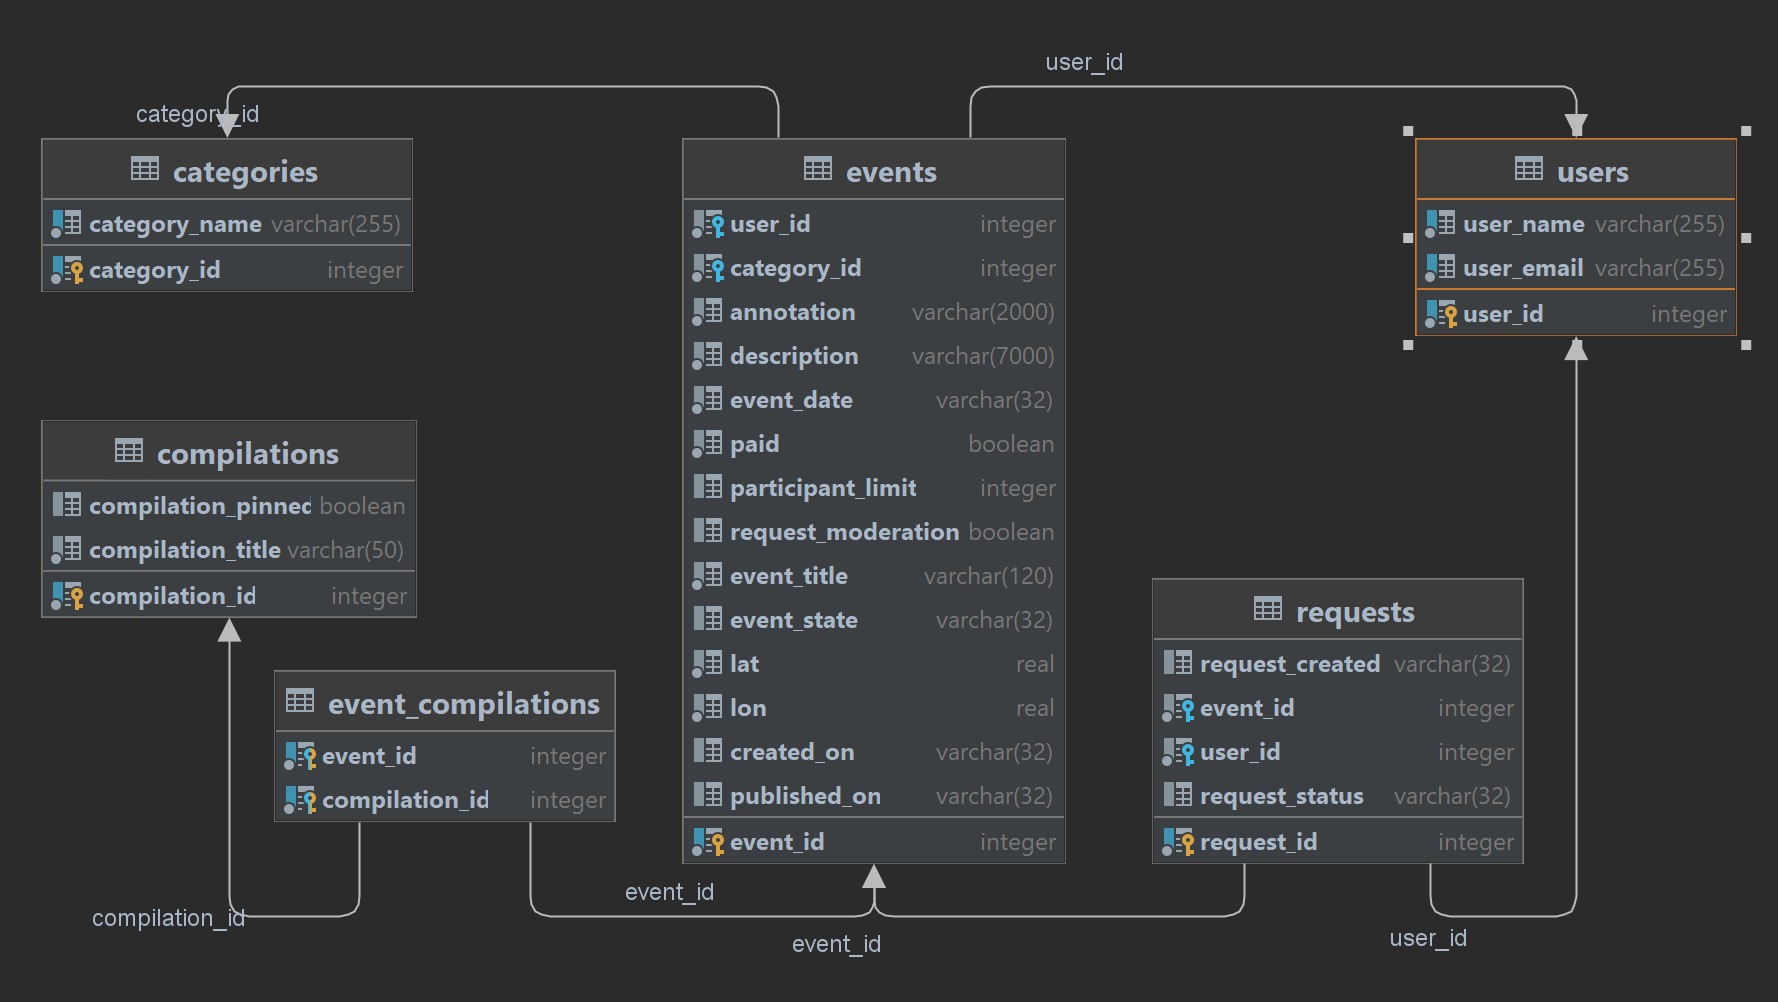 user_id
category_id
categories
category_name varchar(255)
category_id integer
events
user_id integer
category_id integer
annotation varchar(2000)
description varchar(7000)
event_date varchar(32)
paid boolean
participant_limit integer
request_moderation boolean
event_title varchar(120)
event_state varchar(32)
lat real
lon real
created_on varchar(32)
published_on varchar(32)
event_id integer
users
user_name varchar(255)
user_email varchar(255)
user_id integer
compilations
compilation_pinned boolean
compilation_title varchar(50)
compilation_id integer
event_compilations
event_id integer
compilation_id integer
requests
request_created varchar(32)
event_id integer
user_id integer
request_status varchar(32)
request_id integer
event_id
compilation_id
event_id
user_id